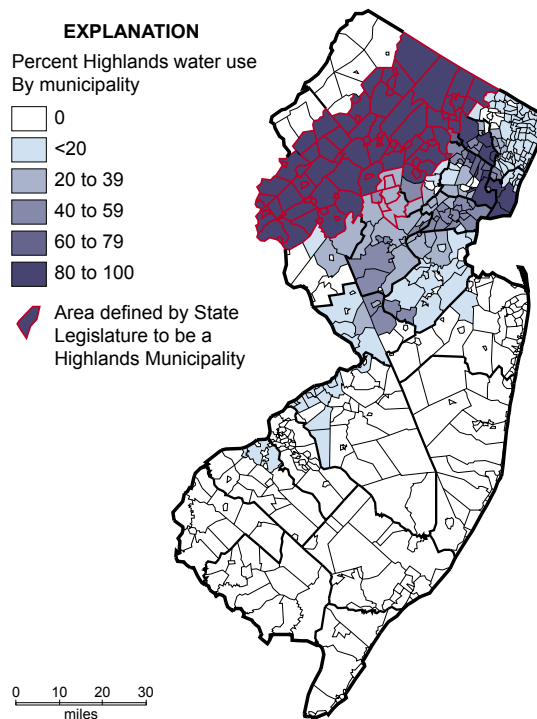 EXPLANATION
Percent Highlands water use
By municipality
0
<20
20 to 39
40 to 59
60 to 79
80 to 100
Area defined by State
Legislature to be a
Highlands Municipality
0 10 20 30
miles